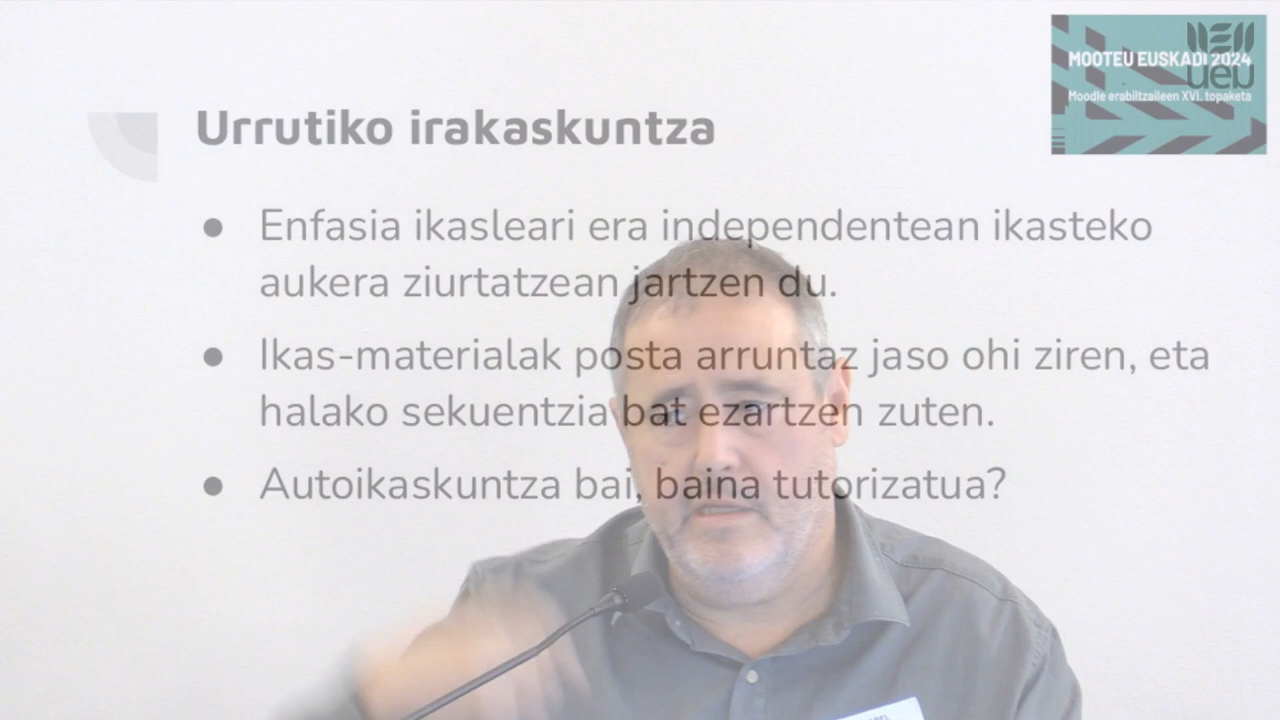 MOOTEU EUSKADI 2024
ueu
Moodle erabiltzaileen XVI. topaketa
Urrutiko irakaskuntza
● Enfasia ikasleari era independentean ikasteko
aukera ziurtatzean jartzen du.
● Ikas-materialak posta arruntaz jaso ohi ziren, eta
halako sekuentzia bat ezartzen zuten.
● Autoikaskuntza bai, baina tutorizatua?